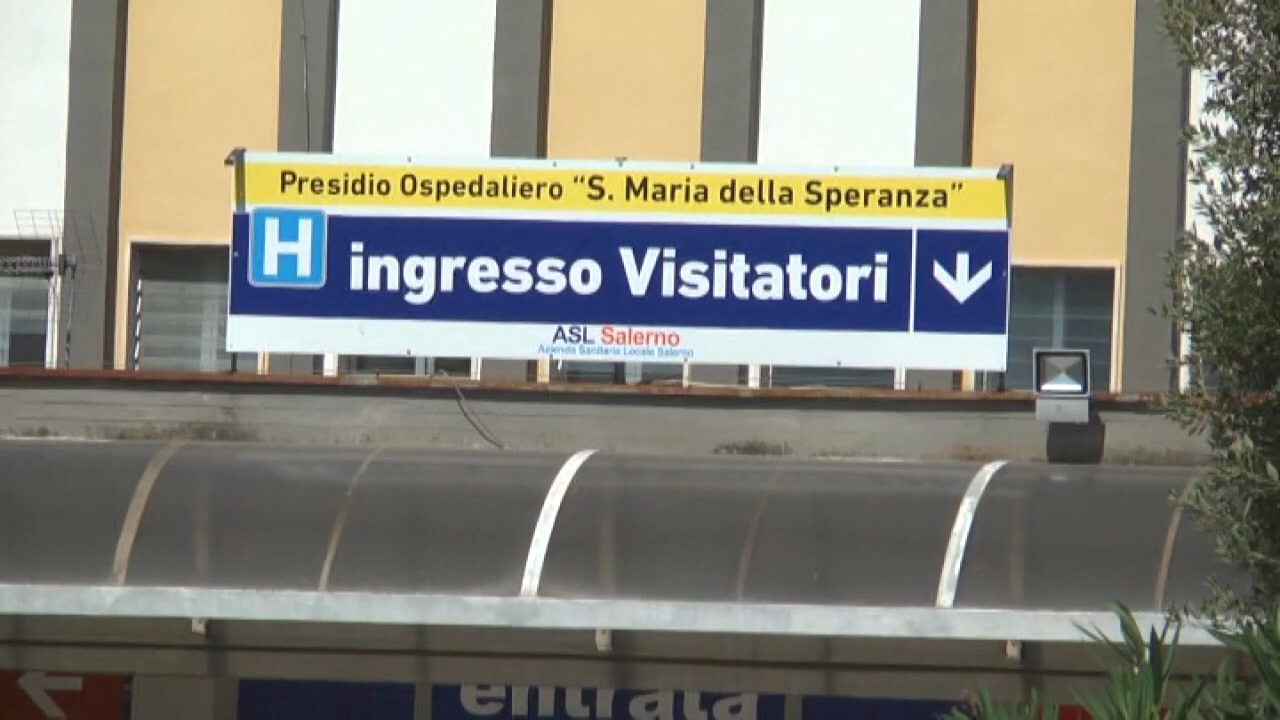 Presidio Ospedaliero “S. Maria della Speranza”
H ingresso Visitatori
ASL Salerno
Azienda Sanitaria Locale Salerno
entrata